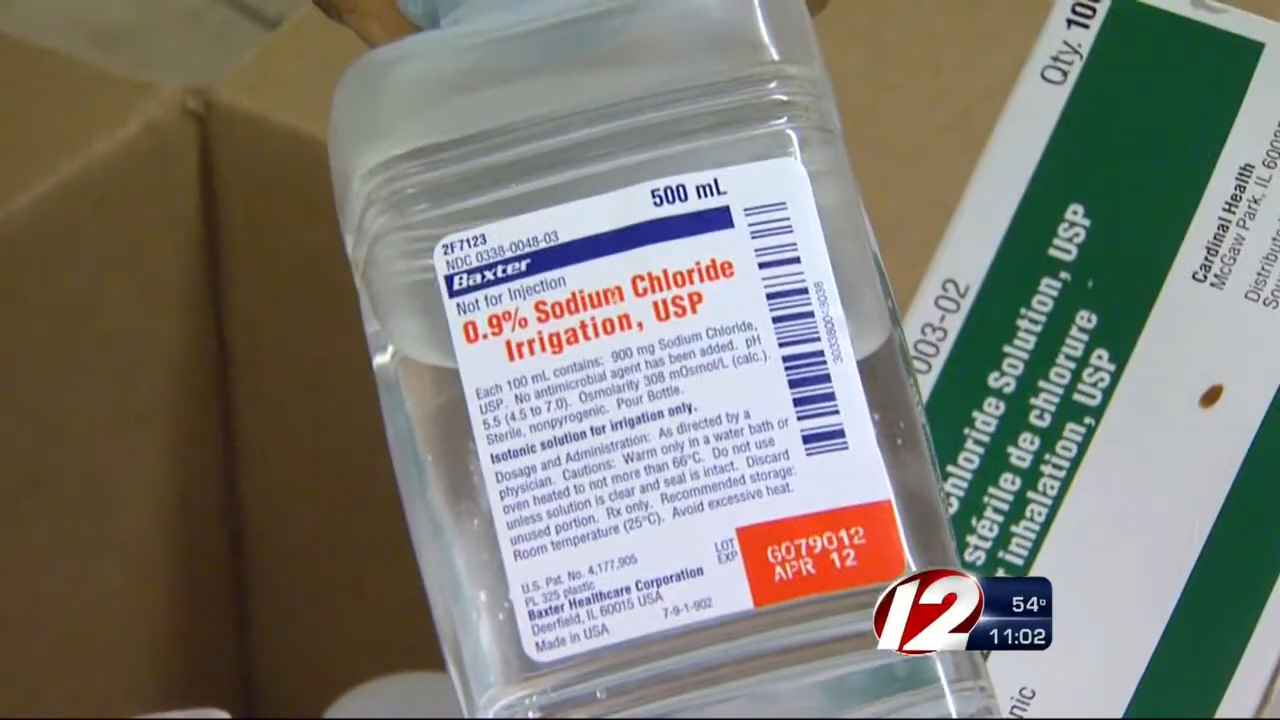 500 mL
2F7123
NDC 0338-0048-03
Baxter
Not for Injection
0.9% Sodium Chloride
Irrigation, USP
Each 100 mL contains: 900 mg Sodium Chloride,
USP. No antimicrobial agent has been added. pH
5.5 (4.5 to 7.0). Osmolarity 308 mOsmol/L (calc.).
Sterile, nonpyrogenic. Pour Bottle.
Isotonic solution for irrigation only.
Dosage and Administration: As directed by a
physician. Cautions: Warm only in a water bath or
oven heated to not more than 66°C. Do not use
unless solution is clear and seal is intact. Discard
unused portion. Rx only. Recommended storage:
Room temperature (25°C). Avoid excessive heat.
U.S. Pat. No. 4,177,905
PL 325 plastic
Baxter Healthcare Corporation
Deerfield, IL 60015 USA
Made in USA
7-9-1-902
LOT
EXP
G079012
APR 12
Qty. 10
003-02
chloride Solution, USP
stérile de chlorure
r inhalation, USP
Cardinal Health
McGaw Park, IL 600
Distribut
12
54°
11:02
nic